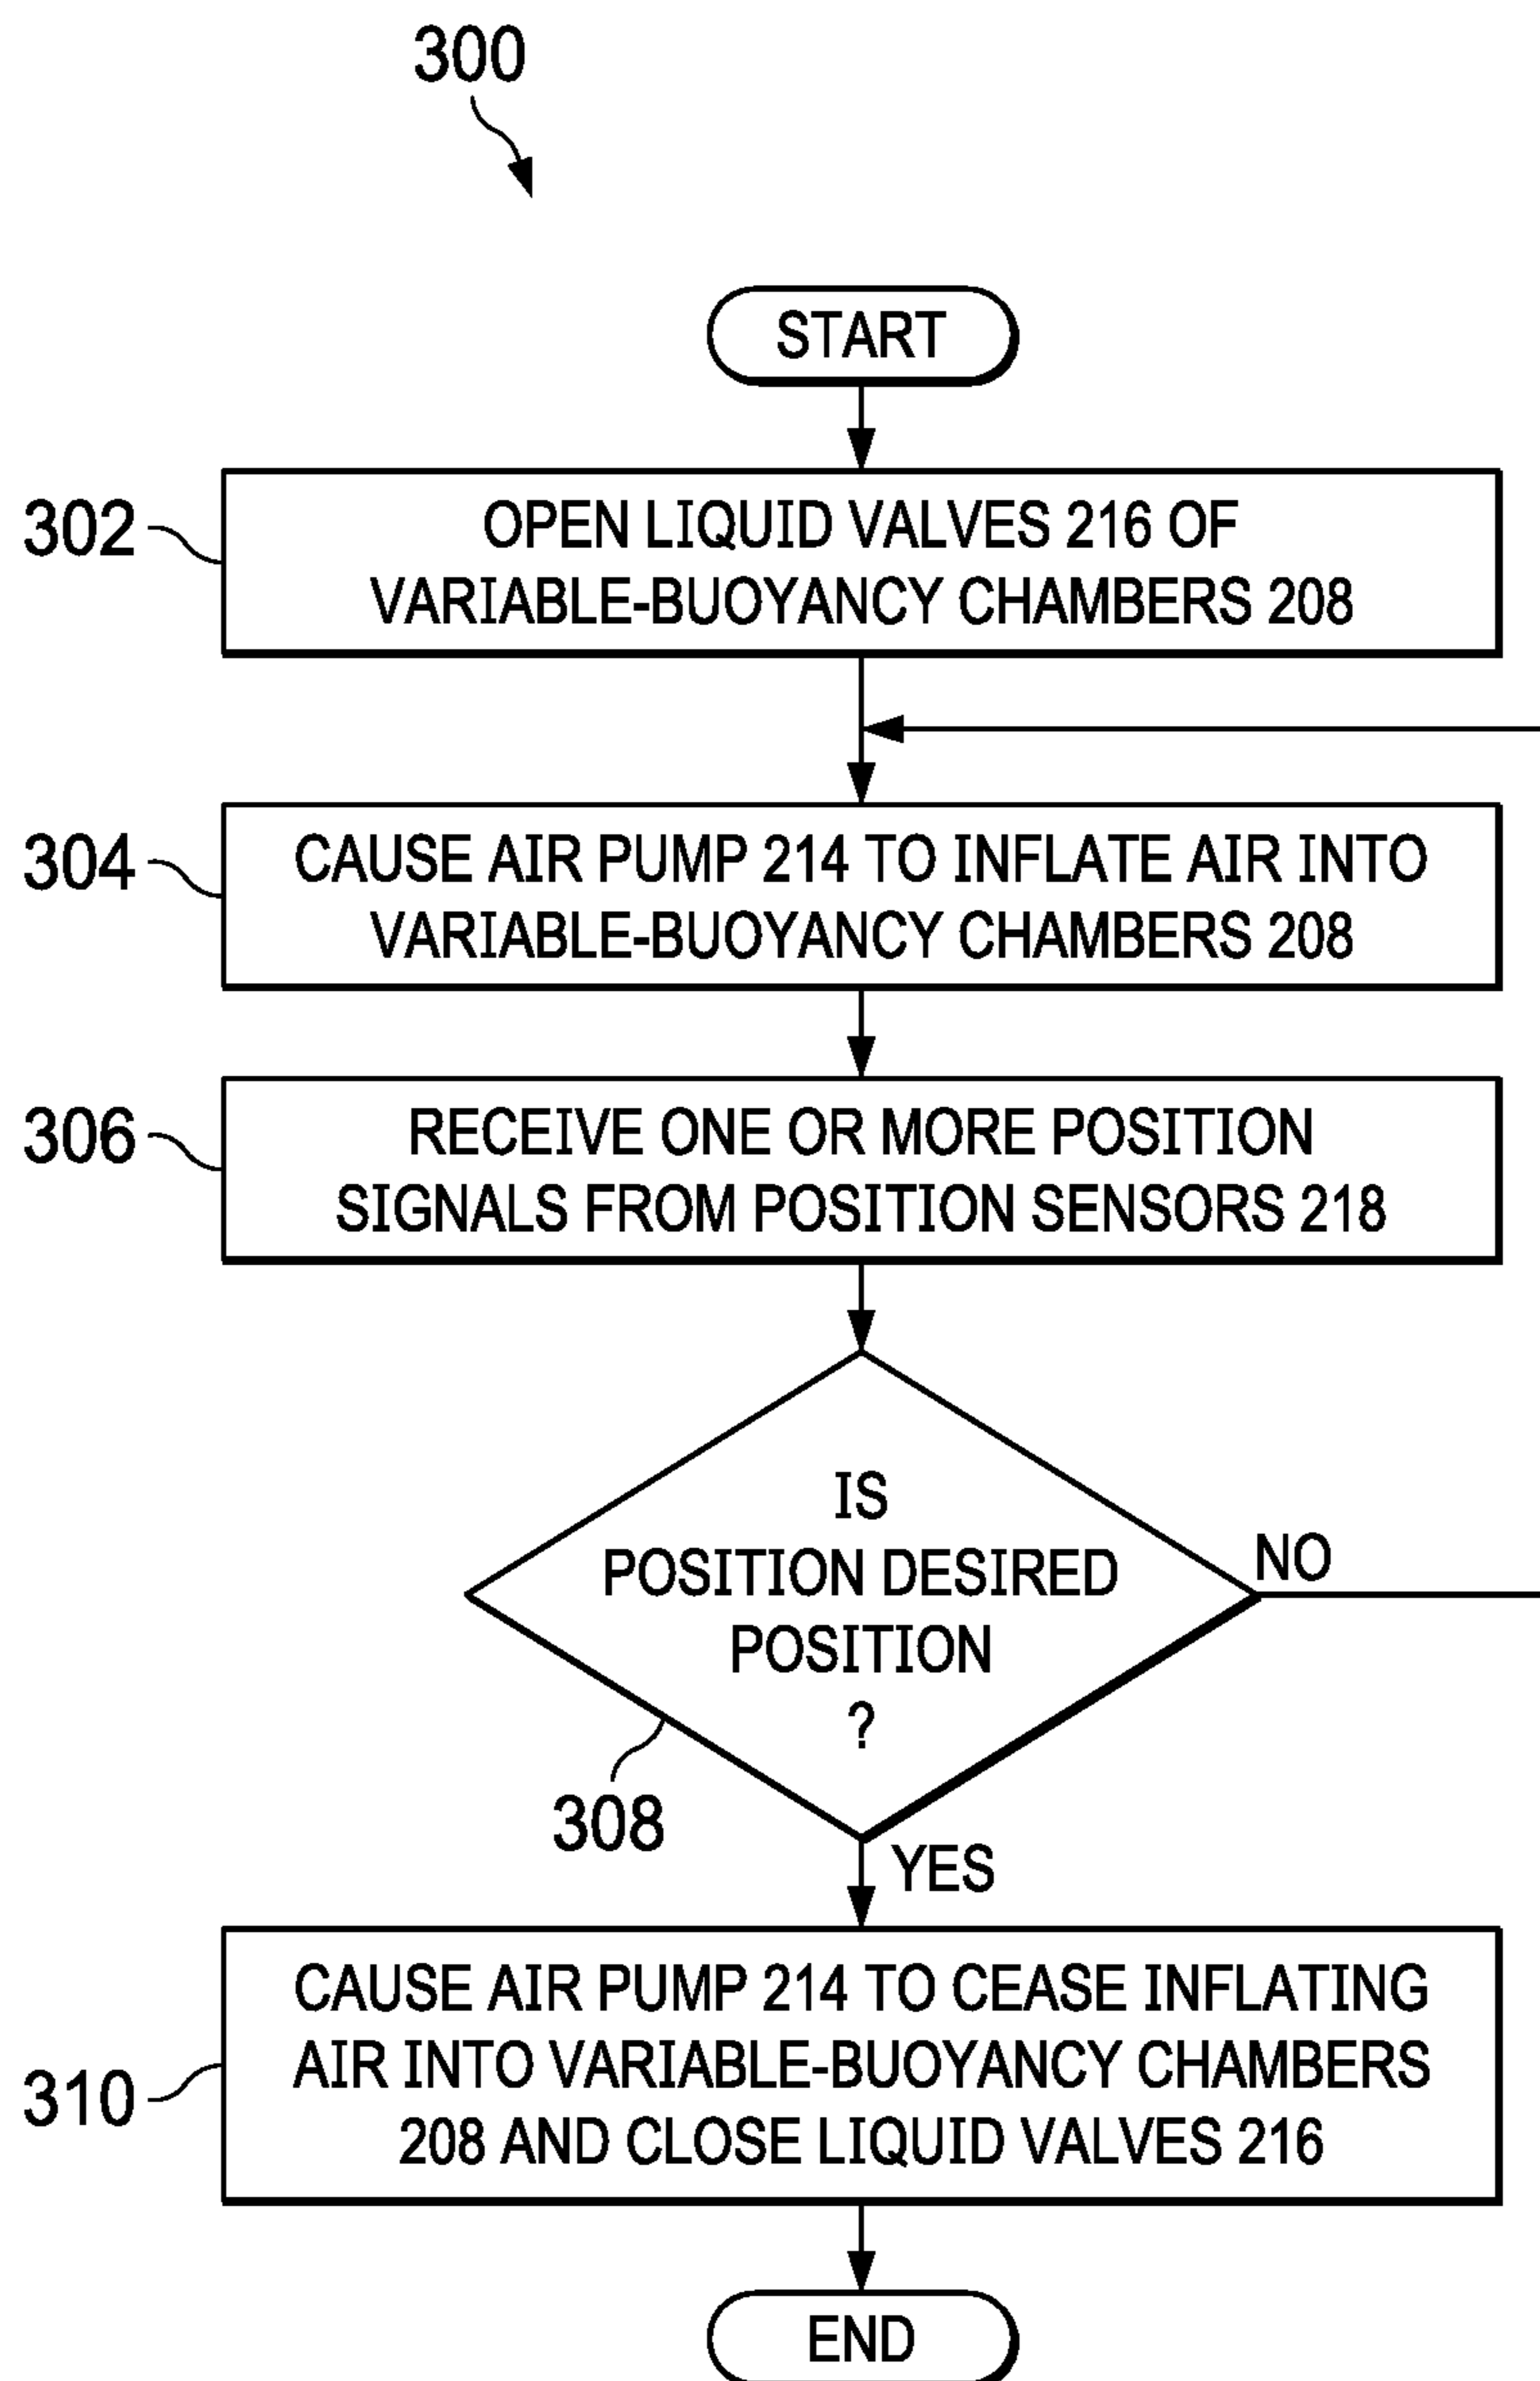 300
START
302
OPEN LIQUID VALVES 216 OF
VARIABLE-BUOYANCY CHAMBERS 208
304
CAUSE AIR PUMP 214 TO INFLATE AIR INTO
VARIABLE-BUOYANCY CHAMBERS 208
306
RECEIVE ONE OR MORE POSITION
SIGNALS FROM POSITION SENSORS 218
IS
POSITION DESIRED
POSITION
?
NO
308
YES
310
CAUSE AIR PUMP 214 TO CEASE INFLATING
AIR INTO VARIABLE-BUOYANCY CHAMBERS
208 AND CLOSE LIQUID VALVES 216
END